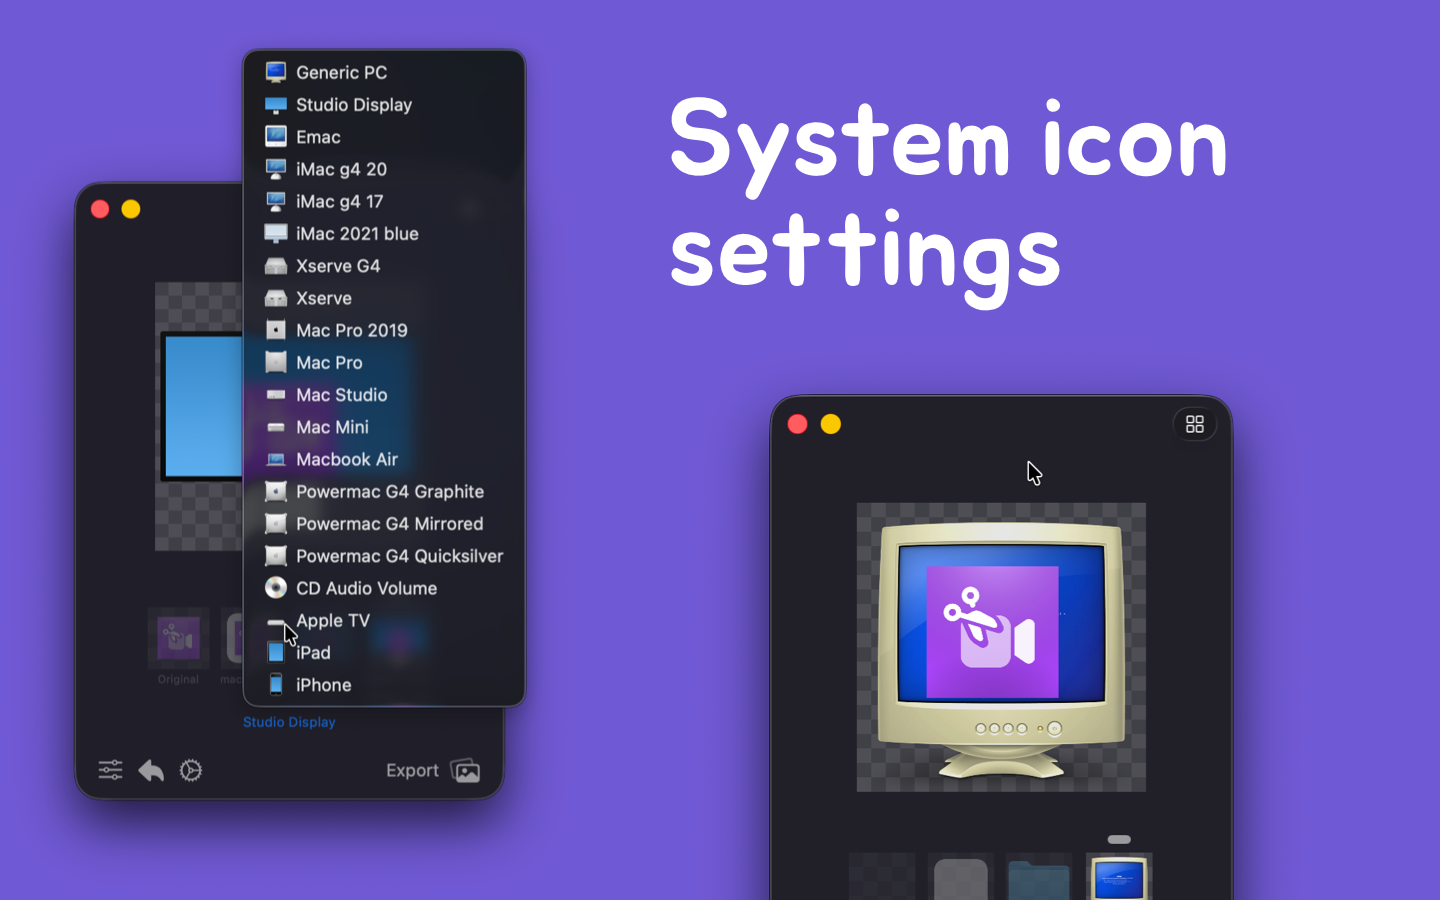 Generic PC
Studio Display
Emac
iMac g4 20
iMac g4 17
iMac 2021 blue
Xserve G4
Xserve
Mac Pro 2019
Mac Pro
Mac Studio
Mac Mini
Macbook Air
Powermac G4 Graphite
Powermac G4 Mirrored
Powermac G4 Quicksilver
CD Audio Volume
Apple TV
iPad
iPhone
Original
mac
Studio Display
Export
System icon
settings